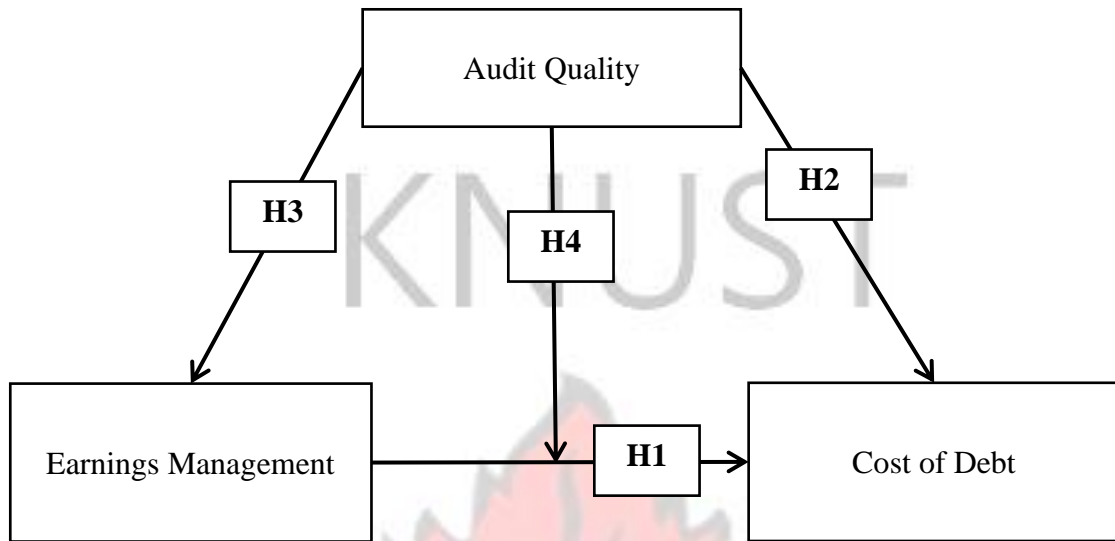 Audit Quality
KNUST
H2
H3
H4
H1
Earnings Management
Cost of Debt